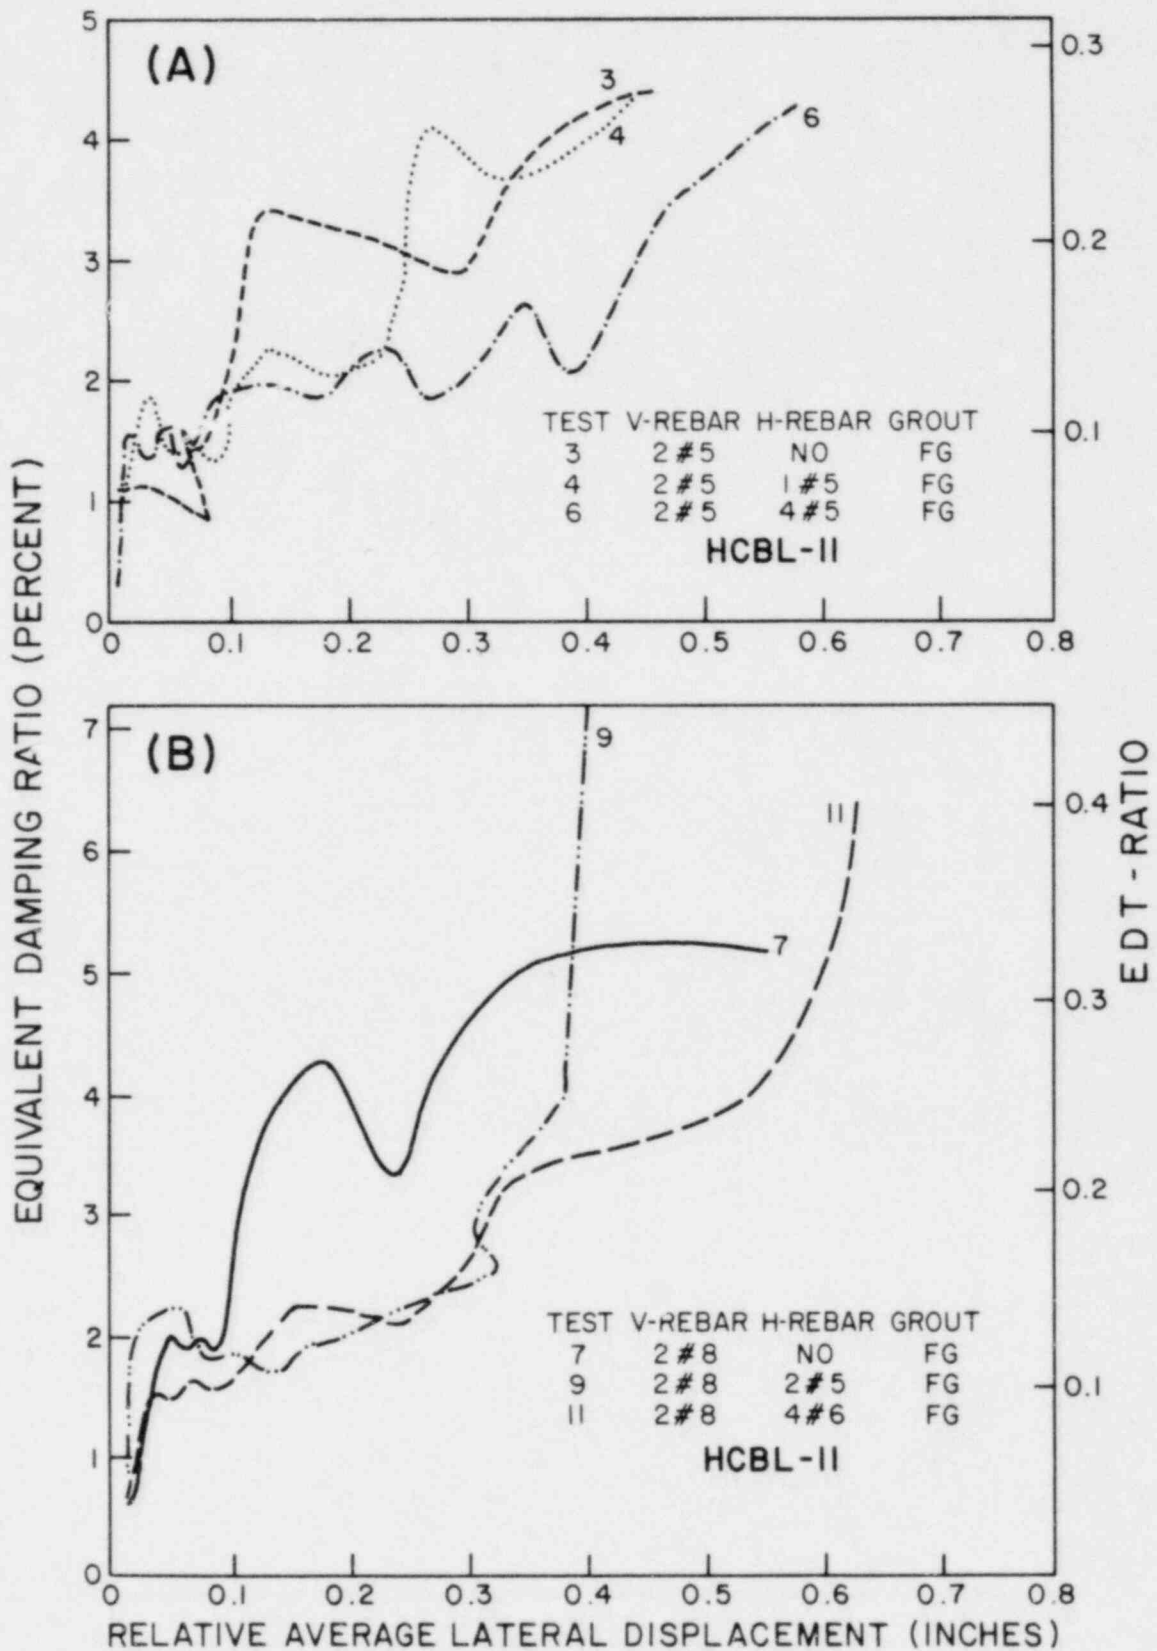 EQUIVALENT DAMPING RATIO (PERCENT)
(A)
5
4
3
2
1
0
0.3
0.2
0.1
3
4
6
TEST V-REBAR H-REBAR GROUT
3 2#5 NO FG
4 2#5 1#5 FG
6 2#5 4#5 FG
HCBL-11
0.1 0.2 0.3 0.4 0.5 0.6 0.7 0.8
(B)
7
6
5
4
3
2
1
0
9
11
7
0.4
0.3
0.2
0.1
EDT-RATIO
TEST V-REBAR H-REBAR GROUT
7 2#8 NO FG
9 2#8 2#5 FG
11 2#8 4#6 FG
HCBL-11
0 0.1 0.2 0.3 0.4 0.5 0.6 0.7 0.8
RELATIVE AVERAGE LATERAL DISPLACEMENT (INCHES)